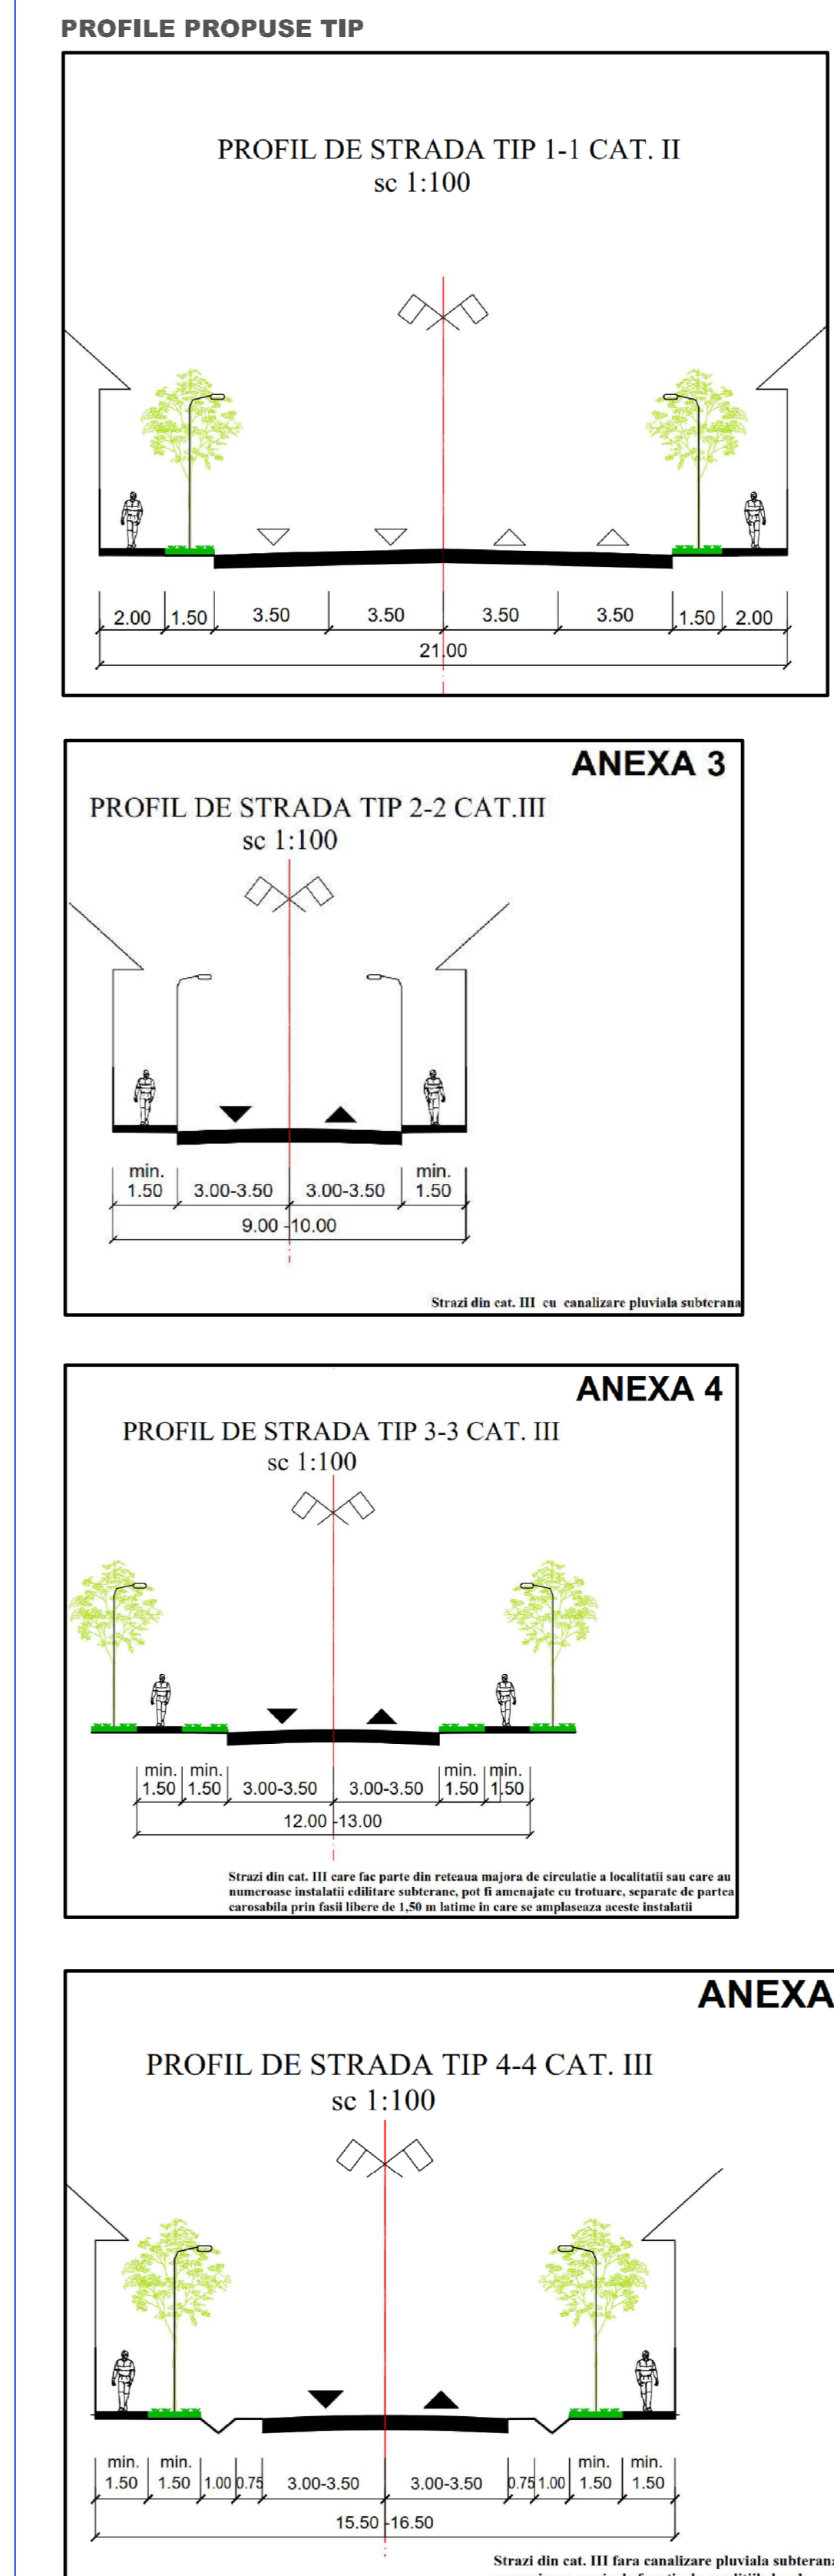 PROFILE PROPUSE TIP
PROFIL DE STRADA TIP 1-1 CAT. II
sc 1:100
2.00 1.50 3.50 3.50 3.50 3.50 1.50 2.00
21.00
ANEXA 3
PROFIL DE STRADA TIP 2-2 CAT.III
sc 1:100
min. min.
1.50 3.00-3.50 3.00-3.50 1.50
9.00 -10.00
Strazi din cat. III cu canalizare pluviala subterana
ANEXA 4
PROFIL DE STRADA TIP 3-3 CAT. III
sc 1:100
min. min. min. min.
1.50 1.50 3.00-3.50 3.00-3.50 1.50 1.50
12.00 -13.00
Strazi din cat. III care fac parte din reteaua majora de circulatie a localitatii sau care au
numeroase instalatii edilitare subterane, pot fi amenajate cu trotuare, separate de partea
carosabila prin fasii libere de 1,50 m latime in care se amplaseaza aceste instalatii
ANEXA
PROFIL DE STRADA TIP 4-4 CAT. III
sc 1:100
min. min. min. min.
1.50 1.50 1.00 0.75 3.00-3.50 3.00-3.50 0.75 1.00 1.50 1.50
15.50 -16.50
Strazi din cat. III fara canalizare pluviala subterana